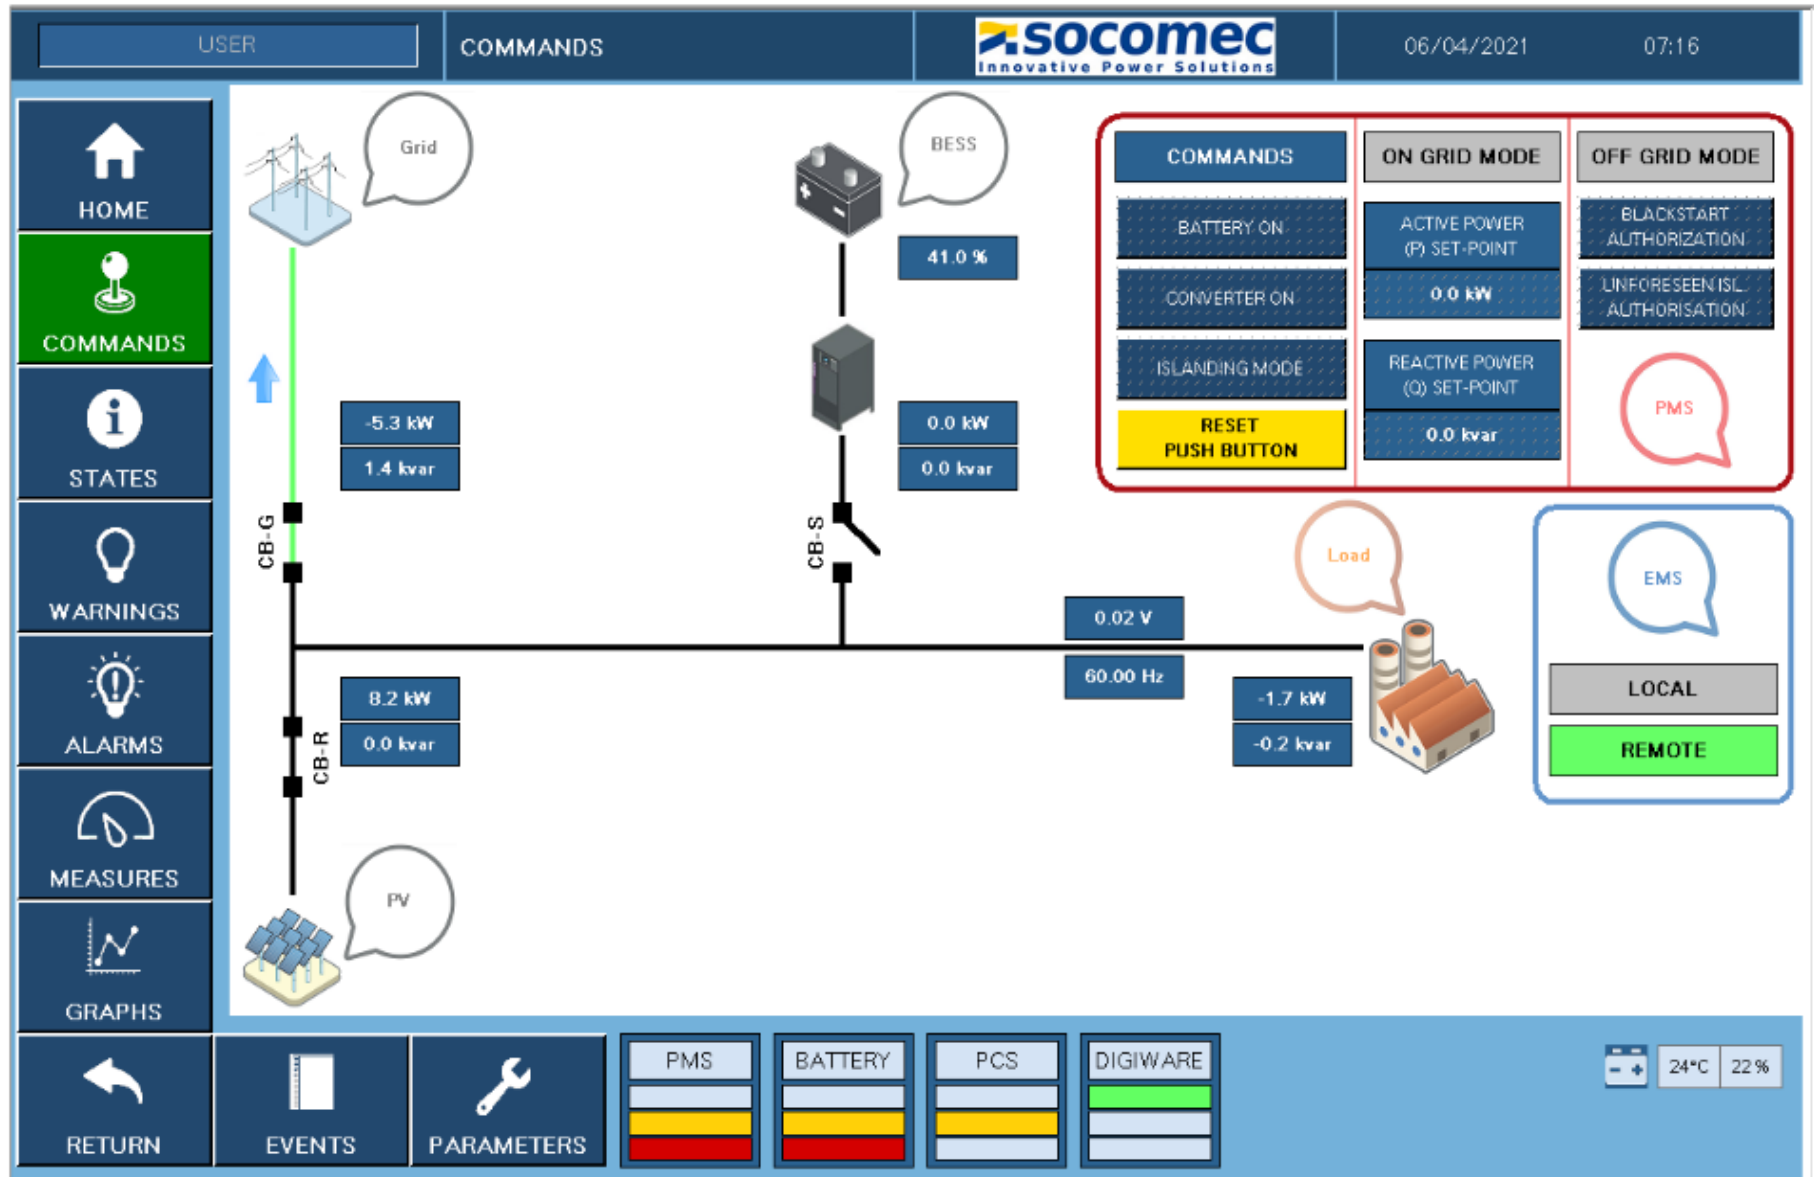 USER
COMMANDS
socomec
Innovative Power Solutions
06/04/2021
07:16
HOME
COMMANDS
STATES
WARNINGS
ALARMS
MEASURES
GRAPHS
RETURN
EVENTS
PARAMETERS
Grid
BESS
41.0 %
-5.3 kW
1.4 kvar
0.0 kW
0.0 kvar
CB-G
CB-S
0.02 V
60.00 Hz
8.2 kW
0.0 kvar
CB-R
-1.7 kW
-0.2 kvar
Load
PV
COMMANDS
BATTERY ON
CONVERTER ON
ISLANDING MODE
RESET
PUSH BUTTON
ON GRID MODE
ACTIVE POWER
(P) SET-POINT
0.0 kW
REACTIVE POWER
(Q) SET-POINT
0.0 kvar
OFF GRID MODE
BLACKSTART
AUTHORIZATION
UNFORESEEN ISL.
AUTHORISATION
PMS
EMS
LOCAL
REMOTE
PMS
BATTERY
PCS
DIGIWARE
24°C
22 %